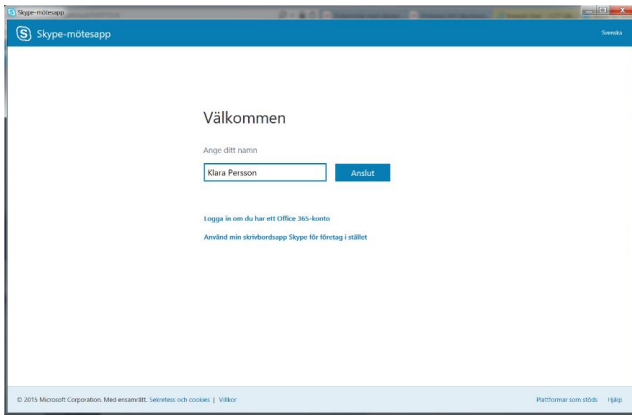 Skype-mötesapp
Skype-mötesapp
Svenska
Välkommen
Ange ditt namn
Klara Persson
Anslut
Logga in om du har ett Office 365-konto
Använd min skrivbordsapp Skype för företag i stället
© 2015 Microsoft Corporation. Med ensamrätt. Sekretess och cookies | Villkor
Plattformar som stöds Hjälp